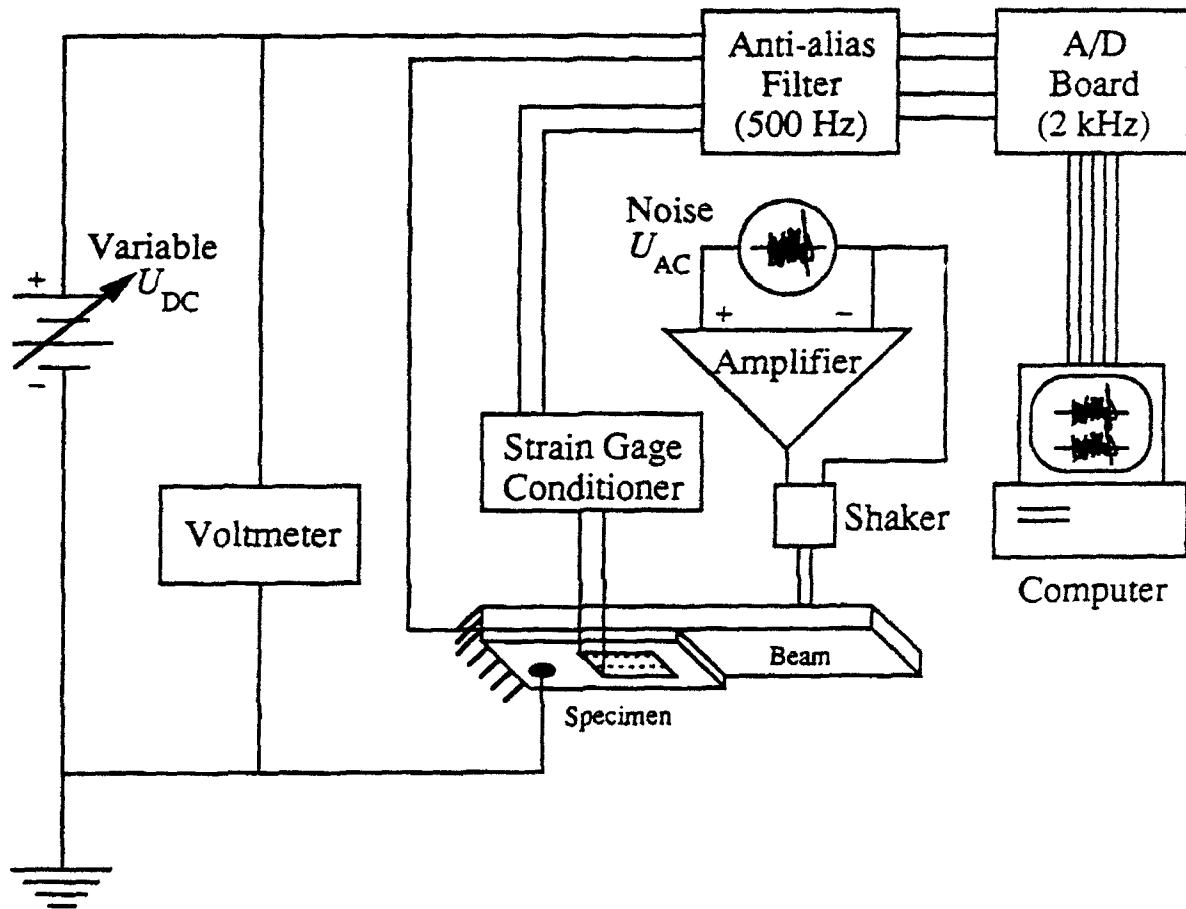 Anti-alias
Filter
(500 Hz)
A/D
Board
(2 kHz)
Noise
U_AC
Variable
U_DC
+
-
+ -
Amplifier
Strain Gage
Conditioner
Shaker
Voltmeter
Computer
Beam
Specimen